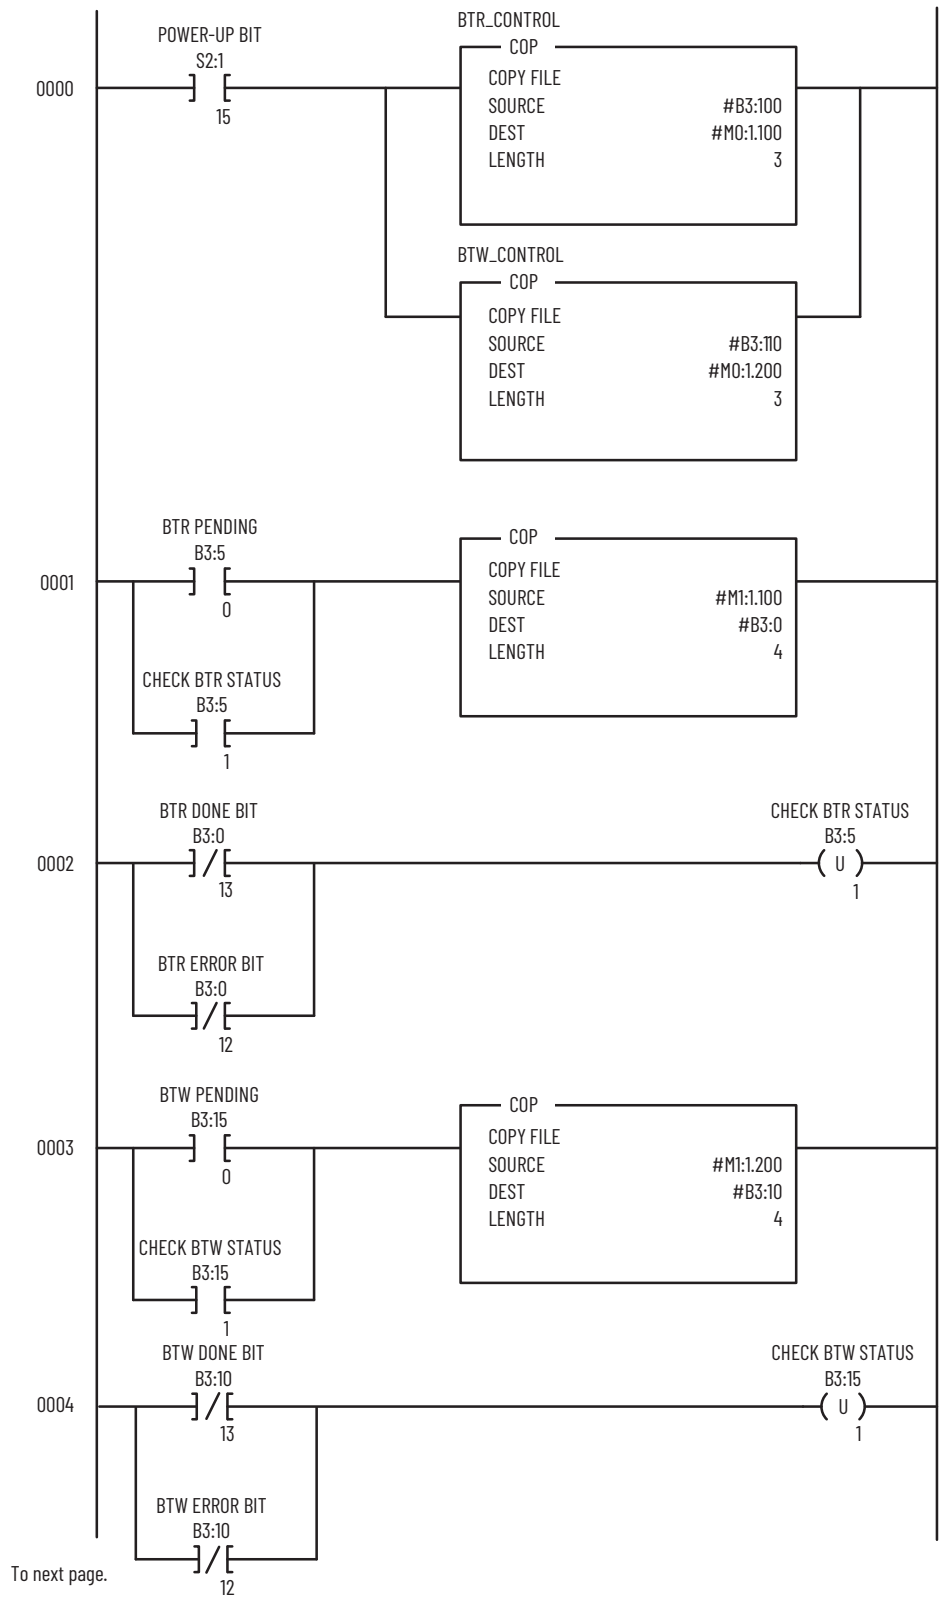 BTR_CONTROL
POWER-UP BIT
COP
S2:1
COPY FILE
0000
SOURCE #B3:100
15
DEST #M0:1.100
LENGTH 3
BTW_CONTROL
COP
COPY FILE
SOURCE #B3:110
DEST #M0:1.200
LENGTH 3
BTR PENDING
COP
B3:5
COPY FILE
0001
SOURCE #M1:1.100
0
DEST #B3:0
LENGTH 4
CHECK BTR STATUS
B3:5
1
BTR DONE BIT CHECK BTR STATUS
B3:0 B3:5
0002 U
13 1
BTR ERROR BIT
B3:0
12
BTW PENDING
COP
B3:15
COPY FILE
0003
SOURCE #M1:1.200
0
DEST #B3:10
LENGTH 4
CHECK BTW STATUS
B3:15
1
BTW DONE BIT CHECK BTW STATUS
B3:10 B3:15
0004 U
13 1
BTW ERROR BIT
B3:10
To next page.
12